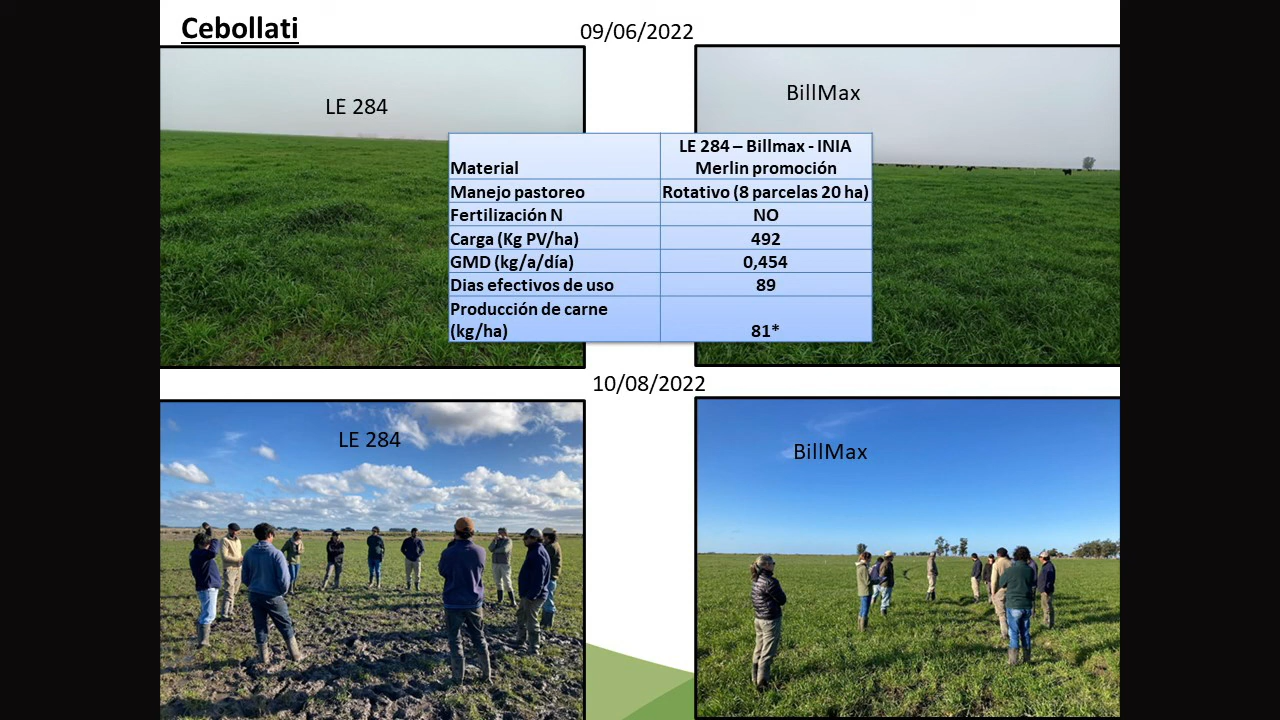 Cebollati
09/06/2022
LE 284
BillMax
Material
LE 284 – Billmax - INIA
Merlin promoción
Manejo pastoreo
Rotativo (8 parcelas 20 ha)
Fertilización N
NO
Carga (Kg PV/ha)
492
GMD (kg/a/día)
0,454
Dias efectivos de uso
89
Producción de carne
(kg/ha)
81*
10/08/2022
LE 284
BillMax